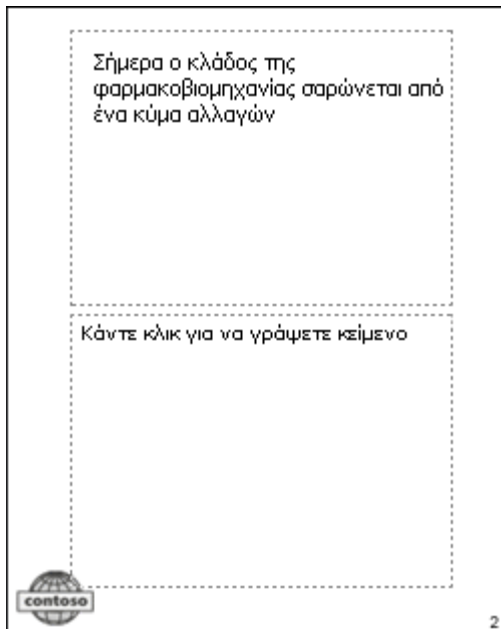 Σήμερα ο κλάδος της
φαρμακοβιομηχανίας σαρώνεται από
ένα κύμα αλλαγών
Κάντε κλικ για να γράψετε κείμενο
contoso
2